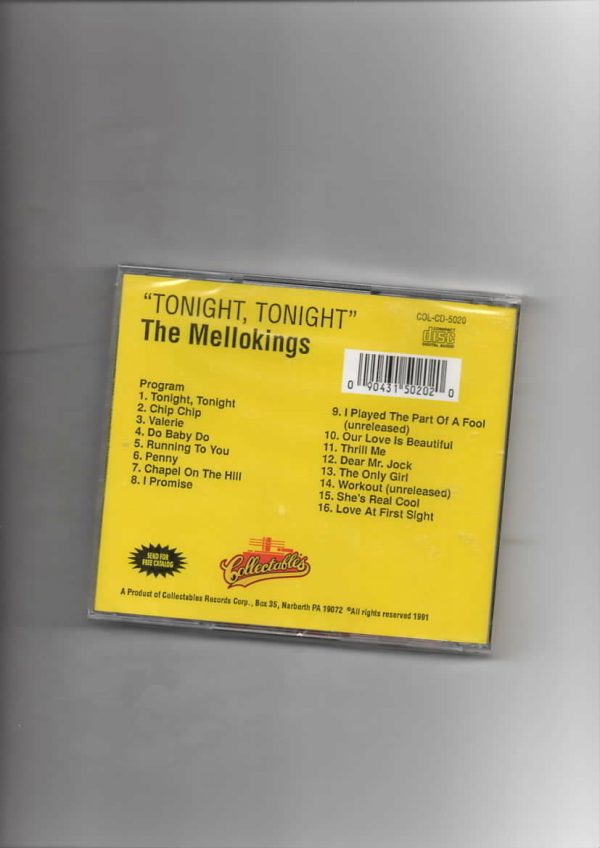 "TONIGHT, TONIGHT"
The Mellokings
COL-CD-5020
COMPACT
disc
DIGITAL AUDIO
0 90431 50202 0
Program
1. Tonight, Tonight
2. Chip Chip
3. Valerie
4. Do Baby Do
5. Running To You
6. Penny
7. Chapel On The Hill
8. I Promise
9. I Played The Part Of A Fool
(unreleased)
10. Our Love Is Beautiful
11. Thrill Me
12. Dear Mr. Jock
13. The Only Girl
14. Workout (unreleased)
15. She's Real Cool
16. Love At First Sight
SEND FOR
FREE CATALOG
Collectables
A Product of Collectables Records Corp., Box 35, Narberth PA 19072 ©All rights reserved 1991